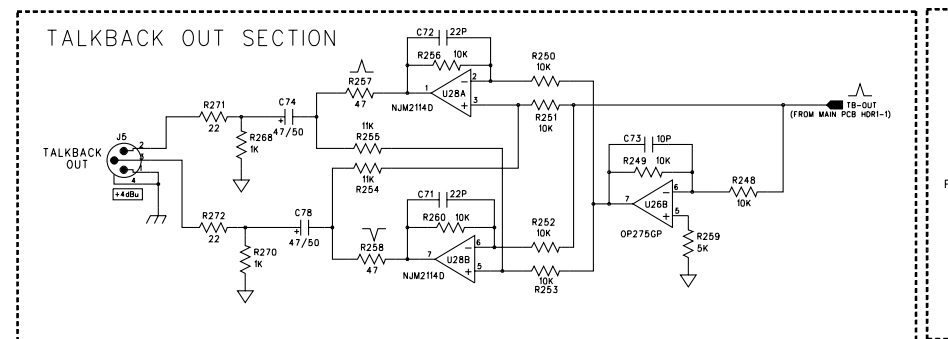 TALKBACK OUT SECTION
C72 22P
R256 10K
2
1
U28A
3
NJM2114D
R257
47
R250
10K
R251
10K
TB-OUT
(FROM MAIN PCB HDR1-1)
C74
47/50
R271
22
R268
1K
11K
R255
11K
R254
C73 10P
R249 10K
6
7
U26B
5
OP275GP
R248
10K
R259
5K
J5
2
3
1
4
TALKBACK
OUT
+4dBu
R272
22
C78
47/50
R270
1K
R258
47
C71 22P
R260 10K
6
7
U28B
5
NJM2114D
R252
10K
10K
R253